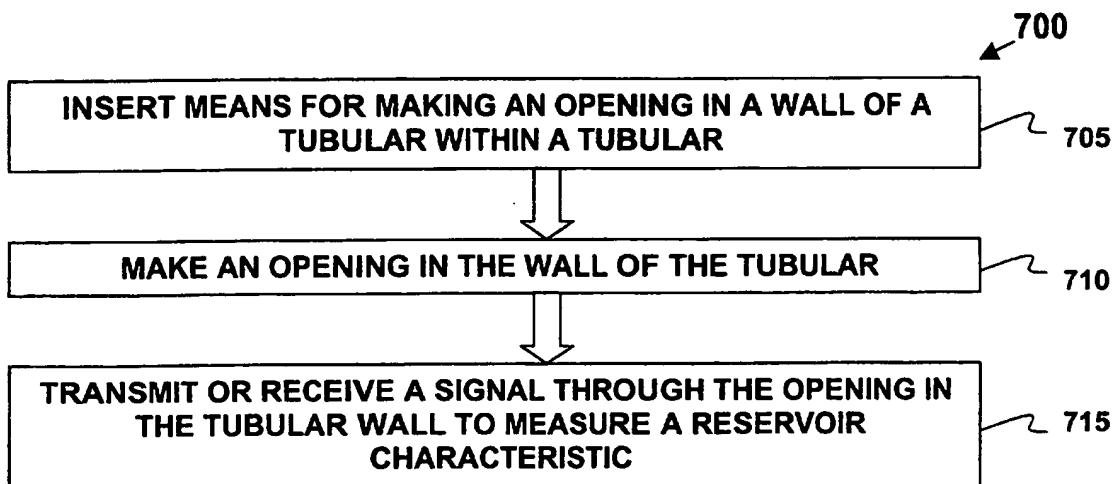 700
INSERT MEANS FOR MAKING AN OPENING IN A WALL OF A
TUBULAR WITHIN A TUBULAR
705
MAKE AN OPENING IN THE WALL OF THE TUBULAR
710
TRANSMIT OR RECEIVE A SIGNAL THROUGH THE OPENING IN
THE TUBULAR WALL TO MEASURE A RESERVOIR
CHARACTERISTIC
715